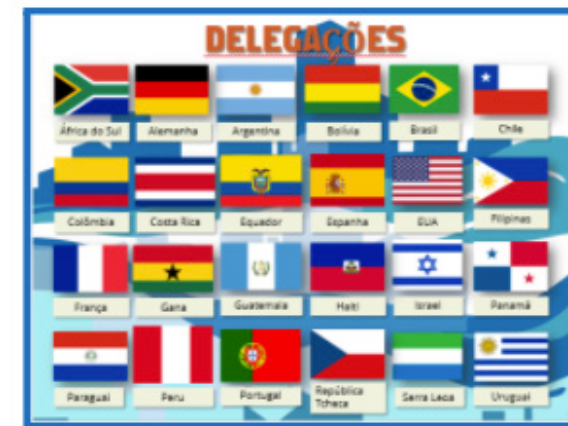 DELEGAÇÕES
África do Sul Alemanha Argentina Bolívia Brasil Chile
Colômbia Costa Rica Equador Espanha EUA Filipinas
França Gana Guatemala Haiti Israel Panamá
Paraguai Peru Portugal República Tcheca Serra Leoa Uruguai